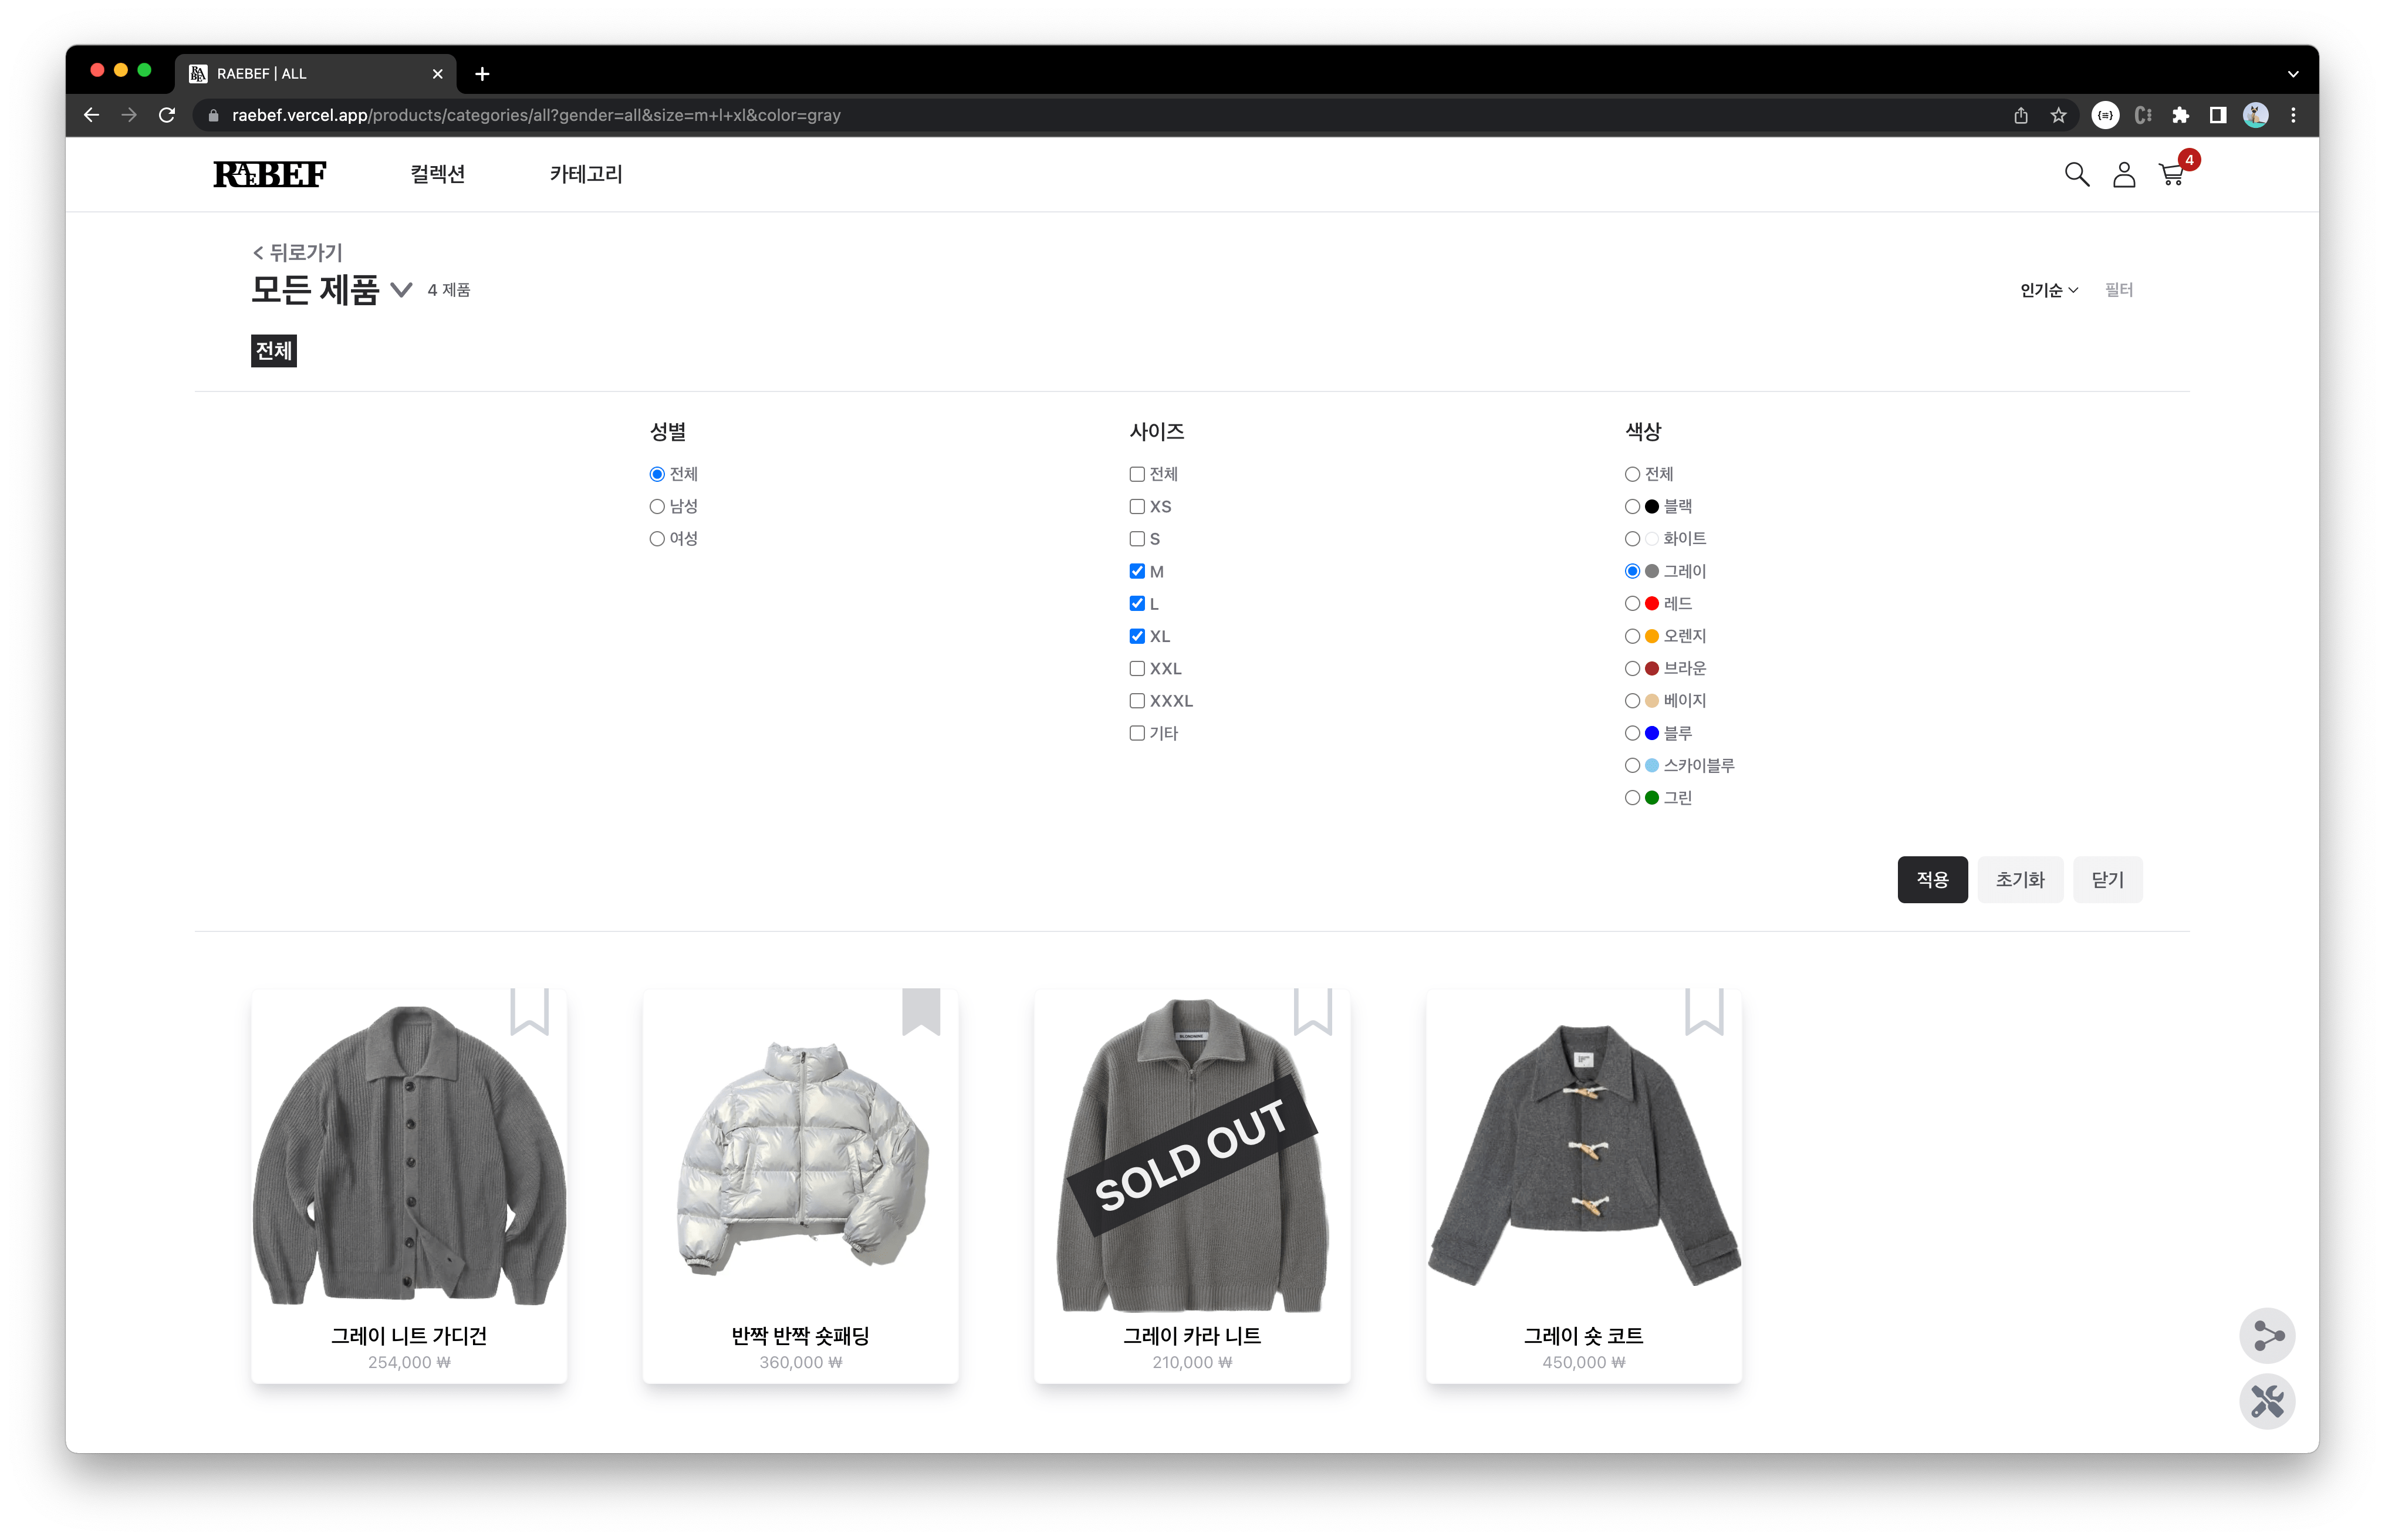 RAEBEF | ALL
raebef.vercel.app/products/categories/all?gender=all&size=m+l+xl&color=gray
RAEBEF 컬렉션 카테고리 4
뒤로가기
모든 제품 4 제품 인기순 필터
전체
성별
전체
남성
여성
사이즈
전체
XS
S
M
L
XL
XXL
XXXL
기타
색상
전체
블랙
화이트
그레이
레드
오렌지
브라운
베이지
블루
스카이블루
그린
적용 초기화 닫기
그레이 니트 가디건
254,000 ₩
반짝 반짝 숏패딩
360,000 ₩
SOLD OUT
그레이 카라 니트
210,000 ₩
그레이 숏 코트
450,000 ₩